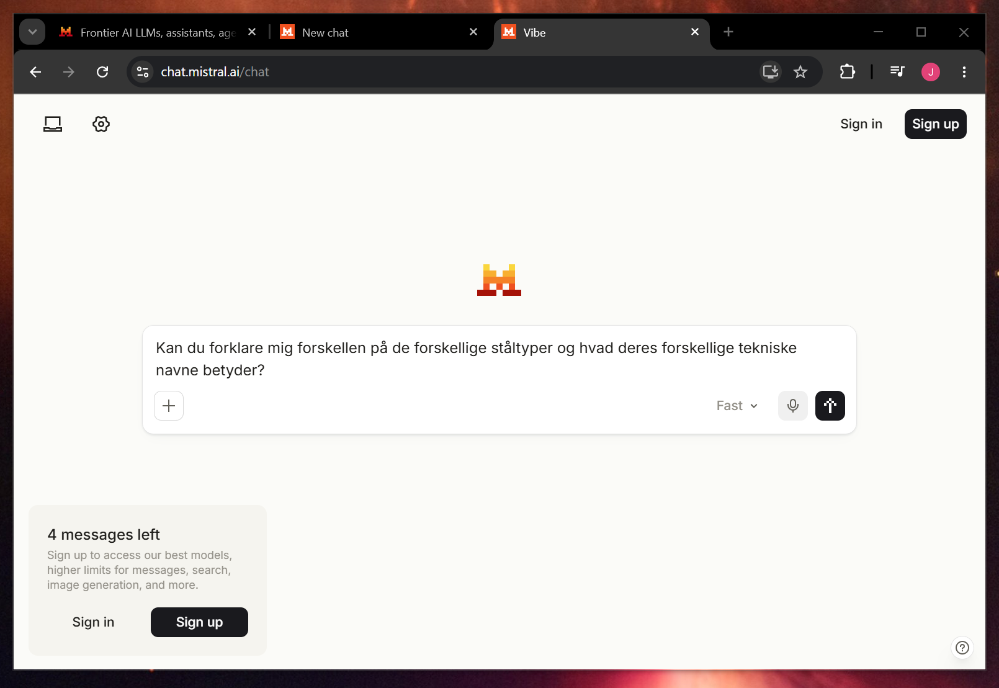 Frontier AI LLMs, assistants, age
New chat
Vibe
chat.mistral.ai/chat
J
Sign in
Sign up
Kan du forklare mig forskellen på de forskellige ståltyper og hvad deres forskellige tekniske
navne betyder?
Fast
4 messages left
Sign up to access our best models,
higher limits for messages, search,
image generation, and more.
Sign in
Sign up